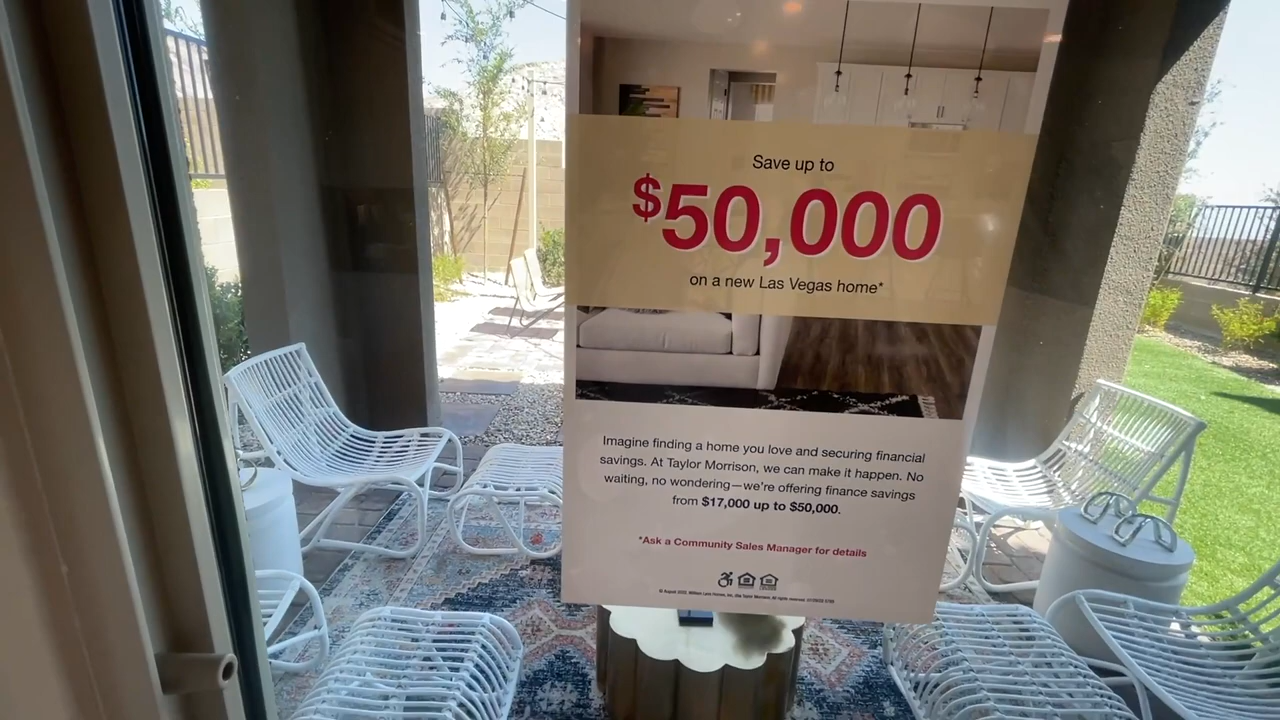 Save up to
$50,000
on a new Las Vegas home*
Imagine finding a home you love and securing financial
savings. At Taylor Morrison, we can make it happen. No
waiting, no wondering—we're offering finance savings
from $17,000 up to $50,000.
*Ask a Community Sales Manager for details